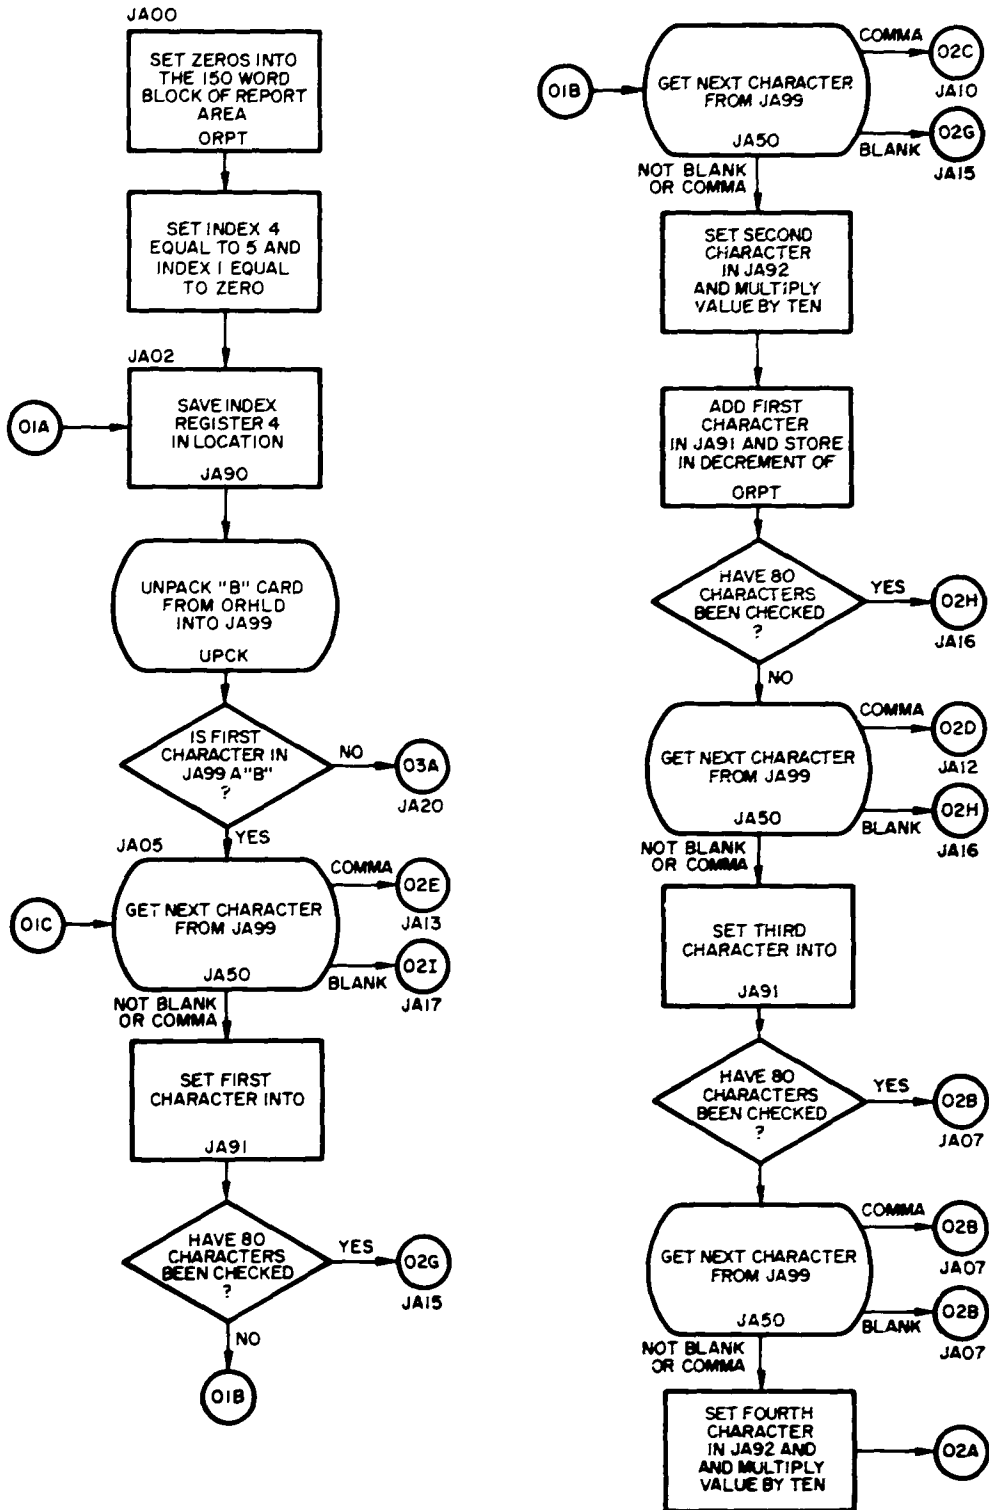 JA00
SET ZEROS INTO
THE 150 WORD
BLOCK OF REPORT
AREA
ORPT
SET INDEX 4
EQUAL TO 5 AND
INDEX 1 EQUAL
TO ZERO
JA02
01A
SAVE INDEX
REGISTER 4
IN LOCATION
JA90
UNPACK "B" CARD
FROM ORHLD
INTO JA99
UPCK
IS FIRST
CHARACTER IN
JA99 A "B"
?
NO
03A
JA20
YES
JA05
01C
GET NEXT CHARACTER
FROM JA99
JA50
COMMA
02E
JA13
BLANK
02I
JA17
NOT BLANK
OR COMMA
SET FIRST
CHARACTER INTO
JA91
HAVE 80
CHARACTERS
BEEN CHECKED
?
YES
02G
JA15
NO
01B
01B
GET NEXT CHARACTER
FROM JA99
JA50
COMMA
02C
JA10
BLANK
02G
JA15
NOT BLANK
OR COMMA
SET SECOND
CHARACTER
IN JA92
AND MULTIPLY
VALUE BY TEN
ADD FIRST
CHARACTER
IN JA91 AND STORE
IN DECREMENT OF
ORPT
HAVE 80
CHARACTERS
BEEN CHECKED
?
YES
02H
JA16
NO
GET NEXT CHARACTER
FROM JA99
JA50
COMMA
02D
JA12
BLANK
02H
JA16
NOT BLANK
OR COMMA
SET THIRD
CHARACTER INTO
JA91
HAVE 80
CHARACTERS
BEEN CHECKED
?
YES
02B
JA07
GET NEXT CHARACTER
FROM JA99
JA50
COMMA
02B
JA07
BLANK
02B
JA07
NOT BLANK
OR COMMA
SET FOURTH
CHARACTER
IN JA92 AND
AND MULTIPLY
VALUE BY TEN
02A